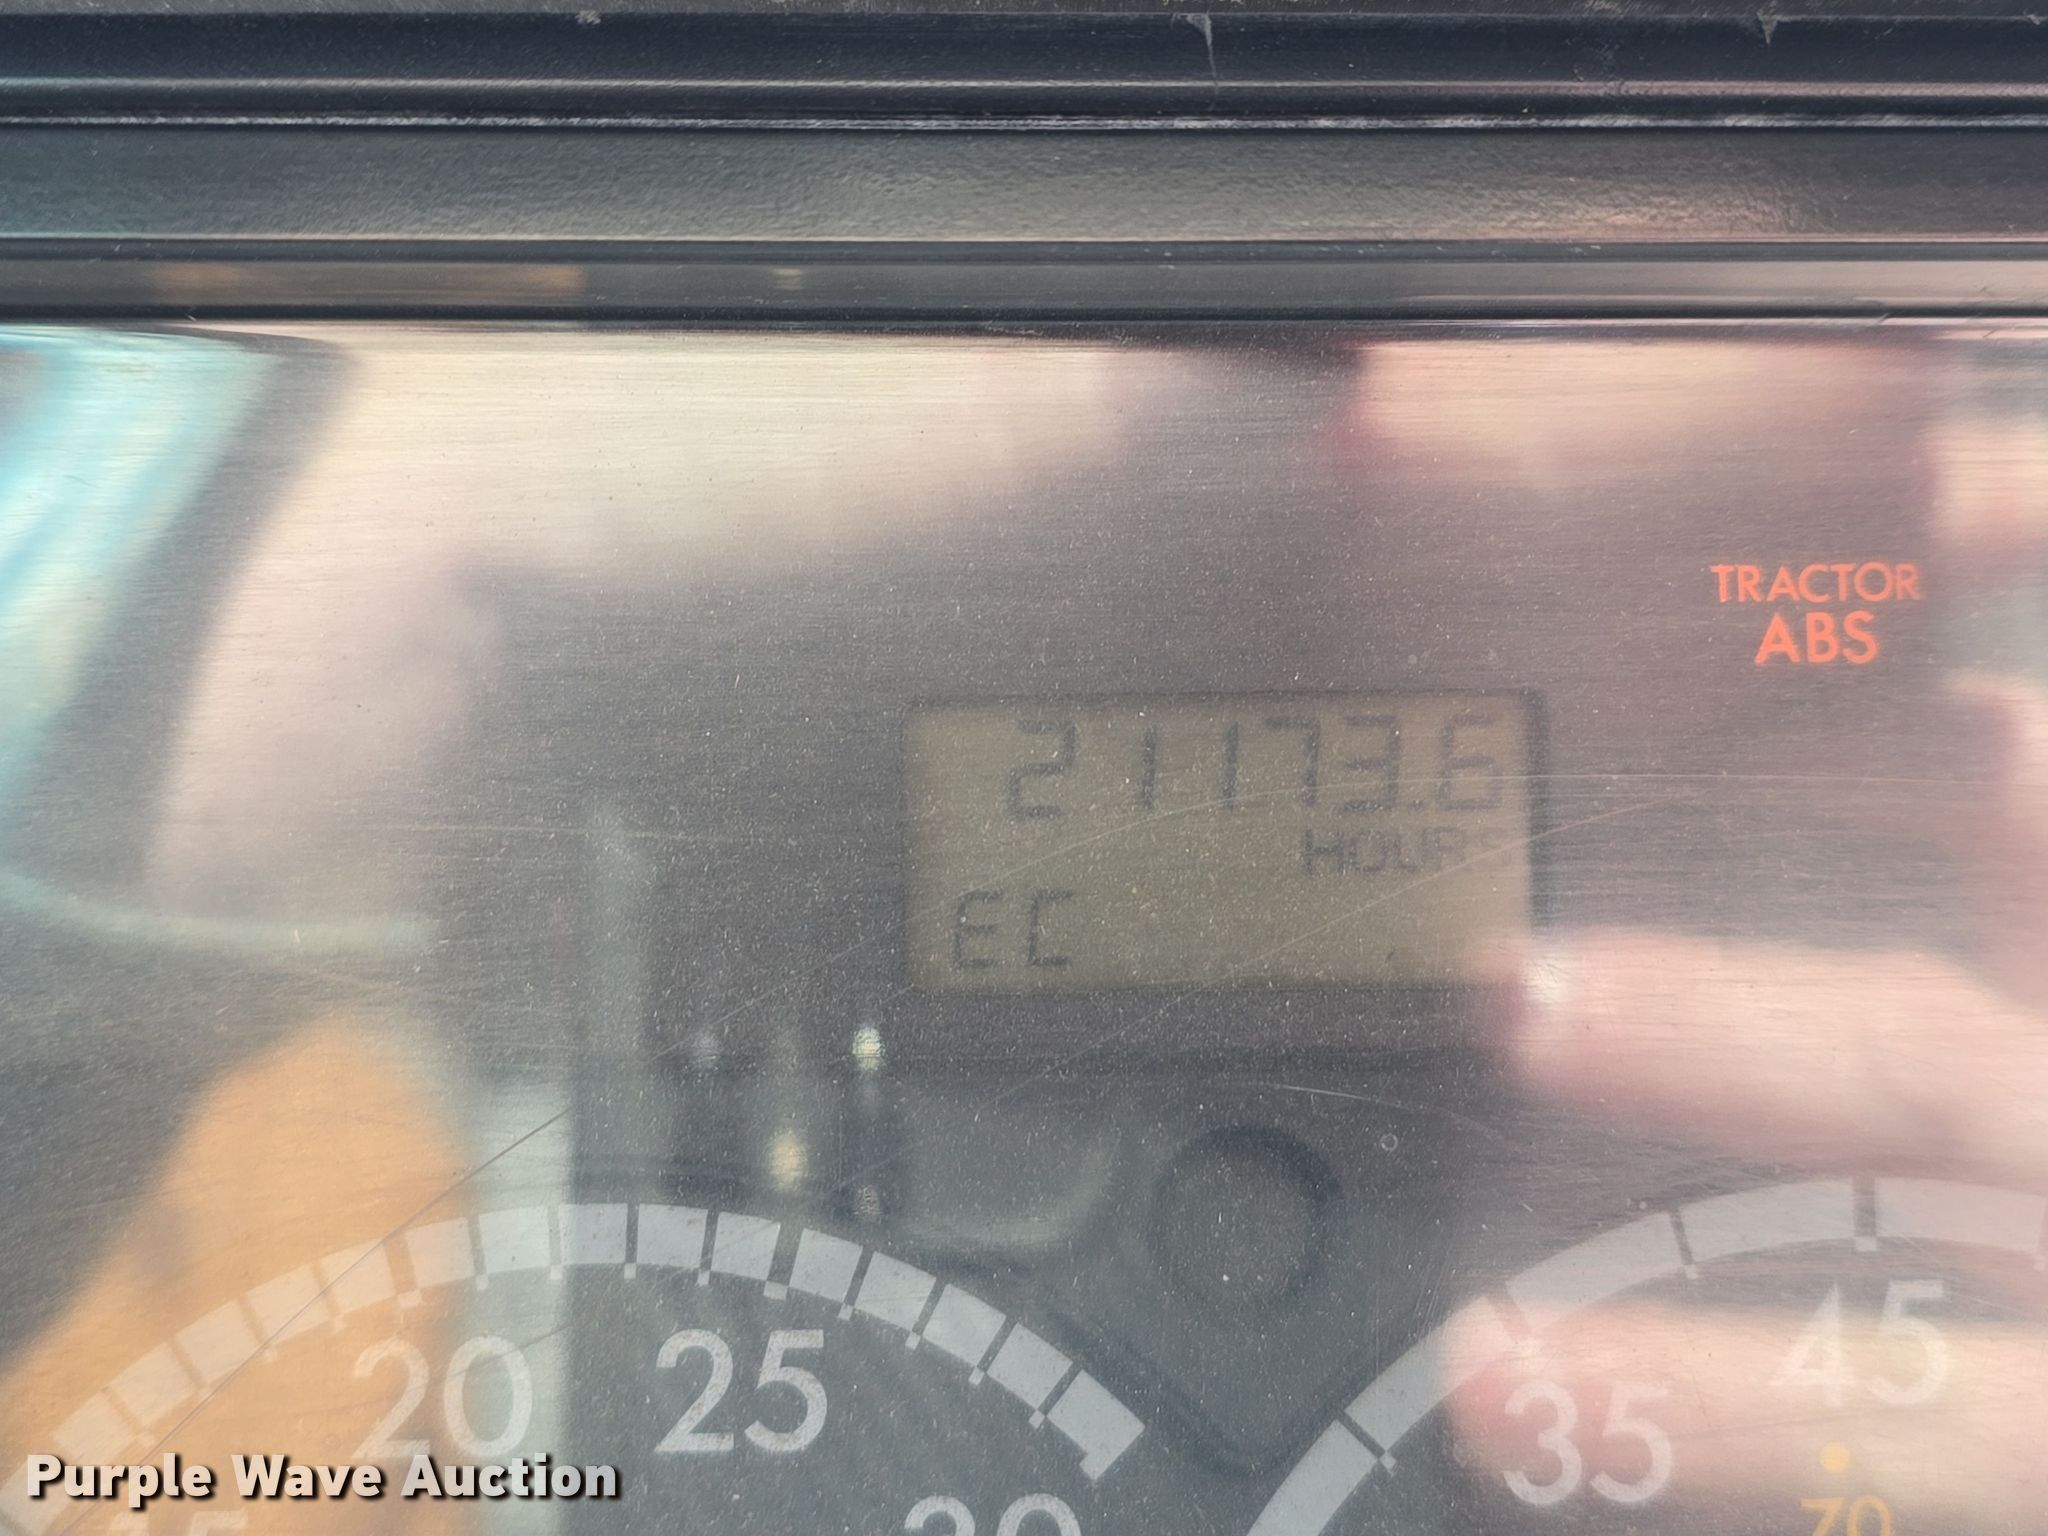 TRACTOR
ABS
21173.6
HOURS
EC
20
25
35
45
70
Purple Wave Auction